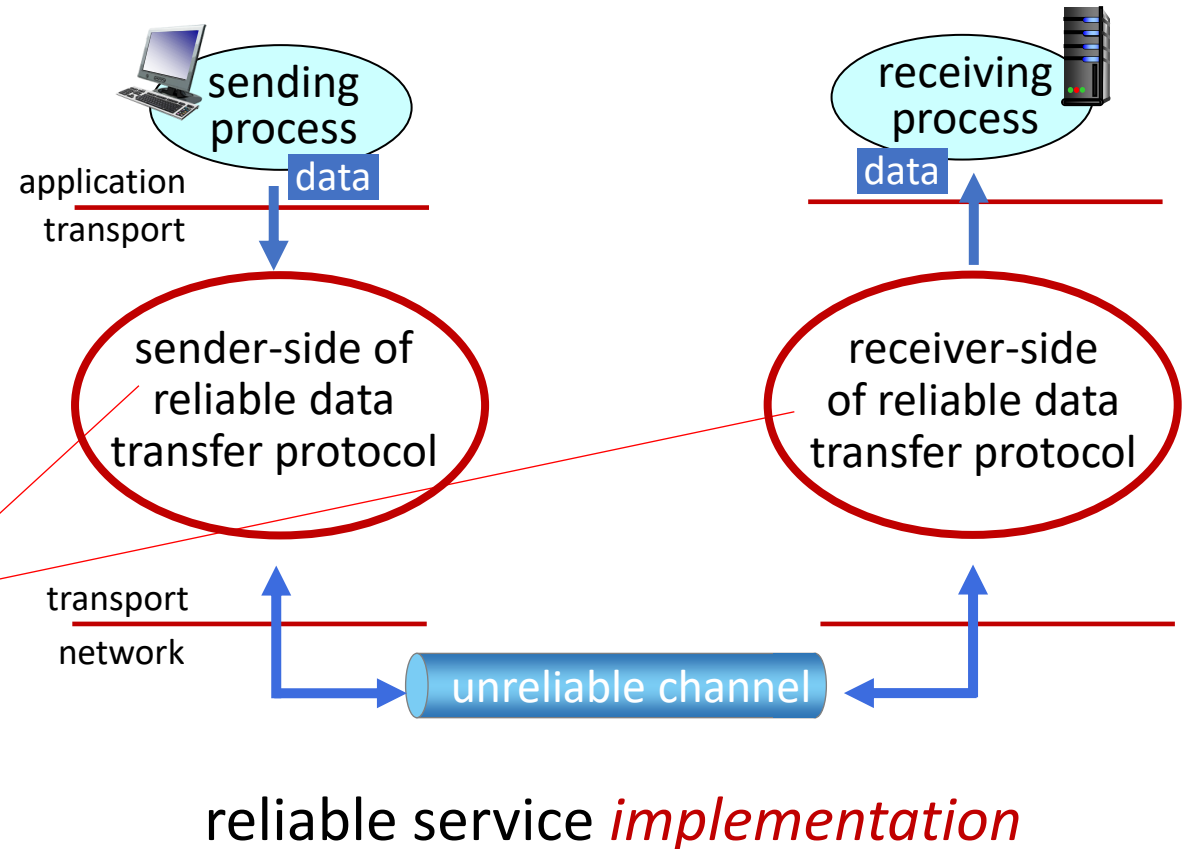 sending
process
data
application
transport
receiving
process
data
sender-side of
reliable data
transfer protocol
receiver-side
of reliable data
transfer protocol
transport
network
unreliable channel
reliable service implementation